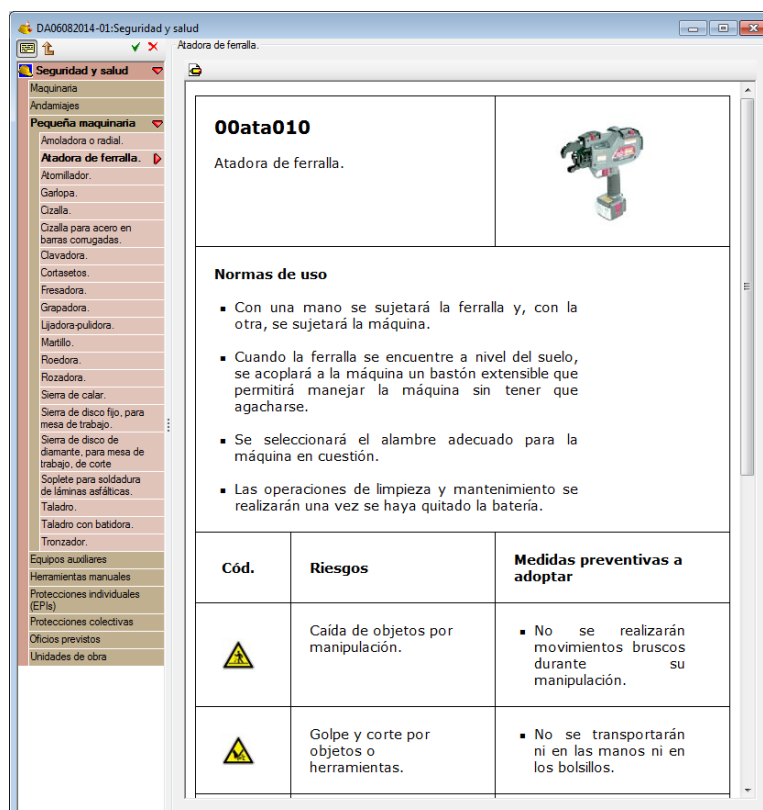 DA06082014-01:Seguridad y salud
Atadora de ferralla.
Seguridad y salud
Maquinaria
Andamiajes
Pequeña maquinaria
Amoladora o radial.
Atadora de ferralla.
Atornillador.
Garlopa.
Cizalla.
Cizalla para acero en
barras corrugadas.
Clavadora.
Cortasetos.
Fresadora.
Grapadora.
Lijadora-pulidora.
Martillo.
Roedora.
Rozadora.
Sierra de calar.
Sierra de disco fijo, para
mesa de trabajo.
Sierra de disco de
diamante, para mesa de
trabajo, de corte
Soplete para soldadura
de láminas asfálticas.
Taladro.
Taladro con batidora.
Tronzador.
Equipos auxiliares
Herramientas manuales
Protecciones individuales
(EPIs)
Protecciones colectivas
Oficios previstos
Unidades de obra
00ata010
Atadora de ferralla.
Normas de uso
Con una mano se sujetará la ferralla y, con la
otra, se sujetará la máquina.
Cuando la ferralla se encuentre a nivel del suelo,
se acoplará a la máquina un bastón extensible que
permitirá manejar la máquina sin tener que
agacharse.
Se seleccionará el alambre adecuado para la
máquina en cuestión.
Las operaciones de limpieza y mantenimiento se
realizarán una vez se haya quitado la batería.
Cód.
Riesgos
Medidas preventivas a
adoptar
Caída de objetos por
manipulación.
No se realizarán
movimientos bruscos
durante su
manipulación.
Golpe y corte por
objetos o
herramientas.
No se transportarán
ni en las manos ni en
los bolsillos.